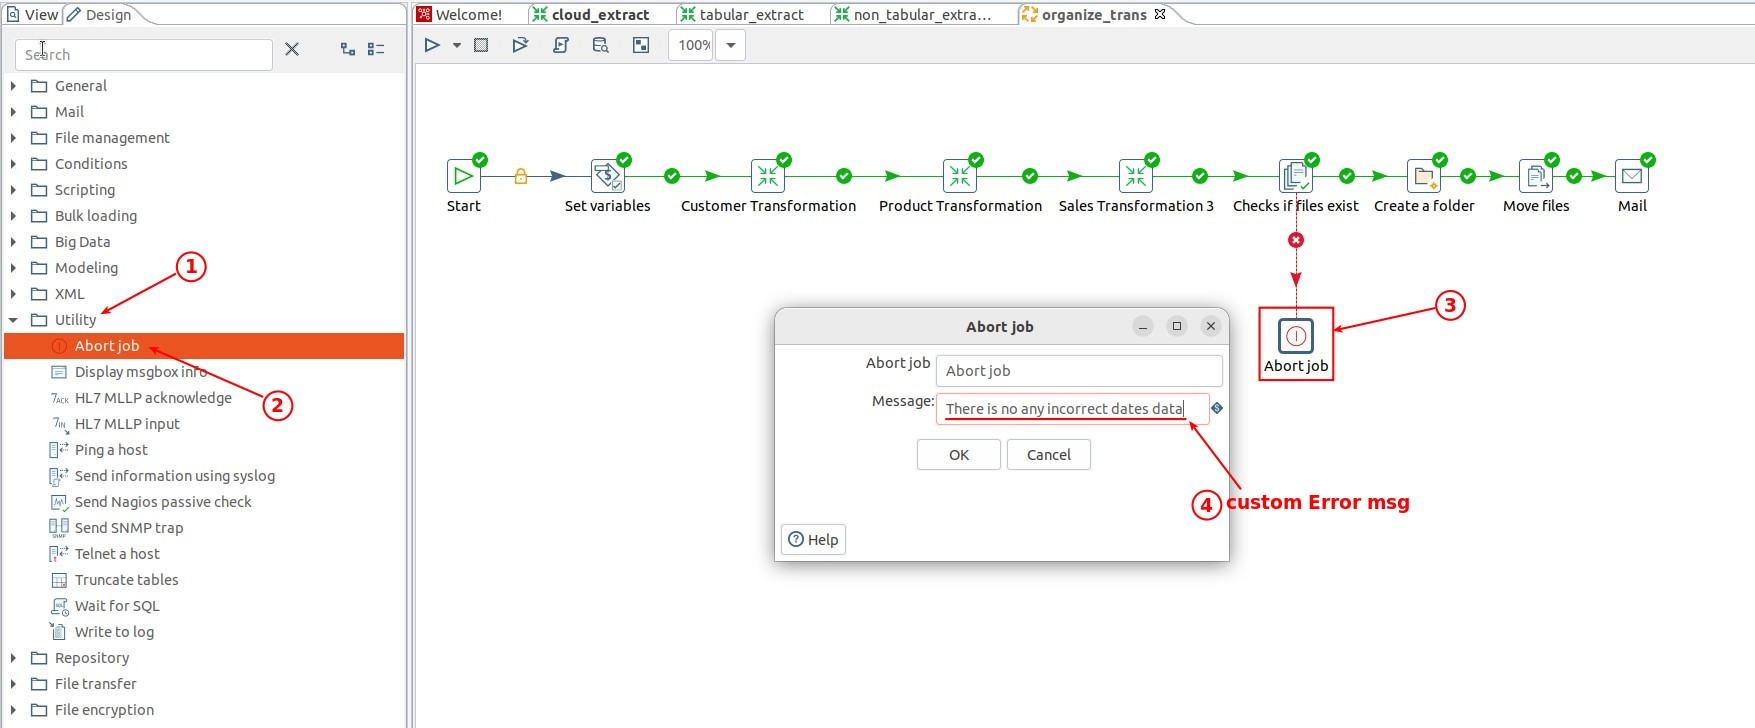 View
Design
Search
General
Mail
File management
Conditions
Scripting
Bulk loading
Big Data
Modeling
XML
Utility
Abort job
Display msgbox info
HL7 MLLP acknowledge
HL7 MLLP input
Ping a host
Send information using syslog
Send Nagios passive check
Send SNMP trap
Telnet a host
Truncate tables
Wait for SQL
Write to log
Repository
File transfer
File encryption
1
2
Welcome!
cloud_extract
tabular_extract
non_tabular_extra...
organize_trans
100%
Start
Set variables
Customer Transformation
Product Transformation
Sales Transformation 3
Checks if files exist
Create a folder
Move files
Mail
Abort job
3
Abort job
Abort job Abort job
Message: There is no any incorrect dates data
OK Cancel
4 custom Error msg
Help